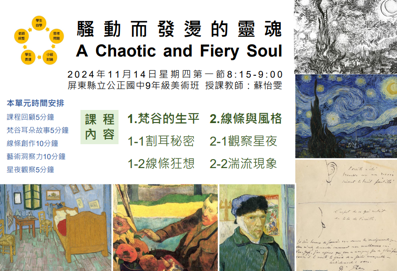 騷動而發燙的靈魂
A Chaotic and Fiery Soul
2024年11月14日星期四第一節8:15-9:00
屏東縣立公正國中9年級美術班 授課教師：蘇怡雯
本單元時間安排
課程回顧5分鐘
梵谷耳朵故事5分鐘
線條創作10分鐘
藝術洞察力10分鐘
星夜觀察5分鐘
課程內容
1.梵谷的生平
1-1割耳秘密
1-2線條狂想
2.線條與風格
2-1觀察星夜
2-2湍流現象